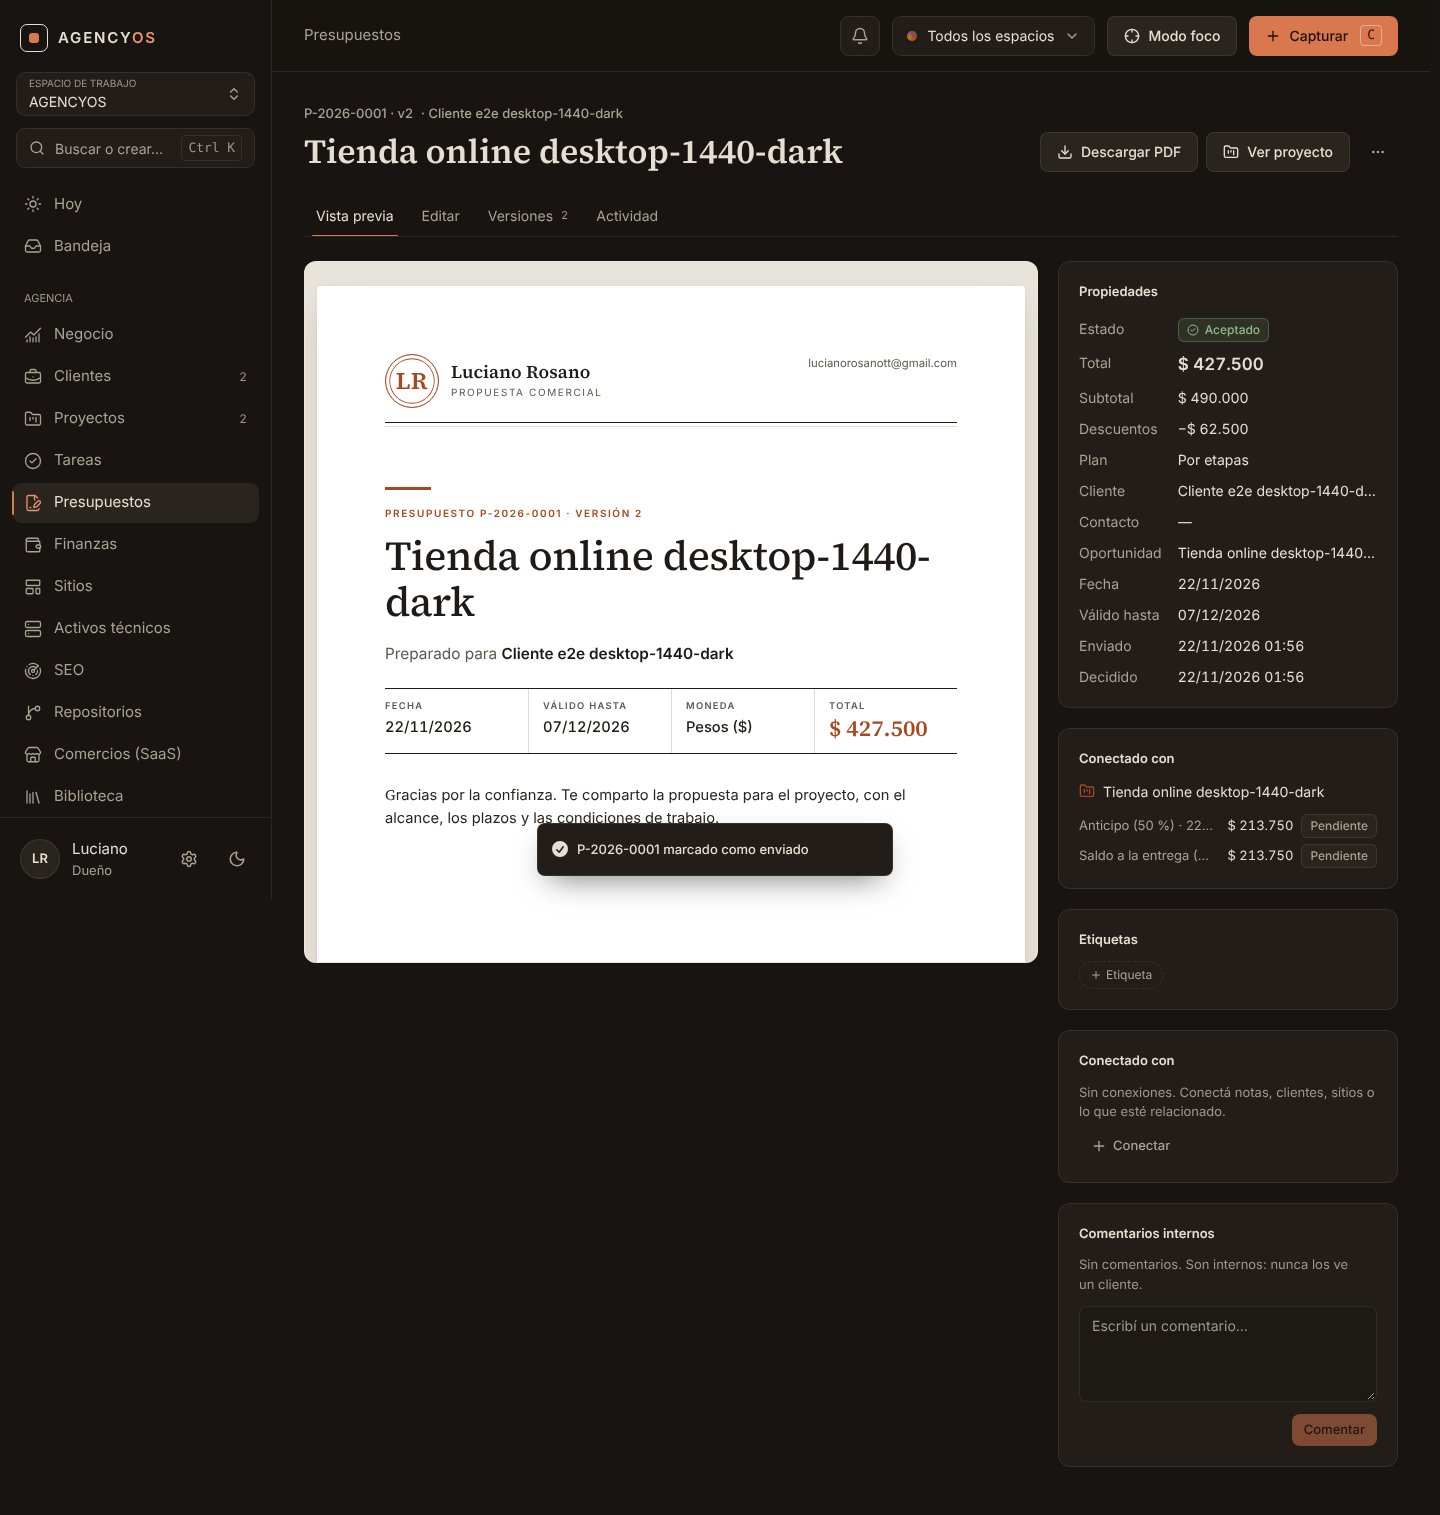 AGENCYOS
ESPACIO DE TRABAJO
AGENCYOS
Buscar o crear... Ctrl K
Hoy
Bandeja
AGENCIA
Negocio
Clientes 2
Proyectos 2
Tareas
Presupuestos
Finanzas
Sitios
Activos técnicos
SEO
Repositorios
Comercios (SaaS)
Biblioteca
LR
Luciano
Dueño
Presupuestos
Todos los espacios
Modo foco
Capturar C
P-2026-0001 · v2 · Cliente e2e desktop-1440-dark
Tienda online desktop-1440-dark
Descargar PDF
Ver proyecto
Vista previa
Editar
Versiones 2
Actividad
LR
Luciano Rosano
PROPUESTA COMERCIAL
lucianorosanott@gmail.com
PRESUPUESTO P-2026-0001 · VERSIÓN 2
Tienda online desktop-1440-
dark
Preparado para Cliente e2e desktop-1440-dark
FECHA
22/11/2026
VÁLIDO HASTA
07/12/2026
MONEDA
Pesos ($)
TOTAL
$ 427.500
Gracias por la confianza. Te comparto la propuesta para el proyecto, con el
alcance, los plazos y las condiciones de trabajo.
P-2026-0001 marcado como enviado
Propiedades
Estado Aceptado
Total $ 427.500
Subtotal $ 490.000
Descuentos −$ 62.500
Plan Por etapas
Cliente Cliente e2e desktop-1440-d...
Contacto —
Oportunidad Tienda online desktop-1440...
Fecha 22/11/2026
Válido hasta 07/12/2026
Enviado 22/11/2026 01:56
Decidido 22/11/2026 01:56
Conectado con
Tienda online desktop-1440-dark
Anticipo (50 %) · 22... $ 213.750 Pendiente
Saldo a la entrega (... $ 213.750 Pendiente
Etiquetas
+ Etiqueta
Conectado con
Sin conexiones. Conectá notas, clientes, sitios o
lo que esté relacionado.
+ Conectar
Comentarios internos
Sin comentarios. Son internos: nunca los ve
un cliente.
Escribí un comentario...
Comentar